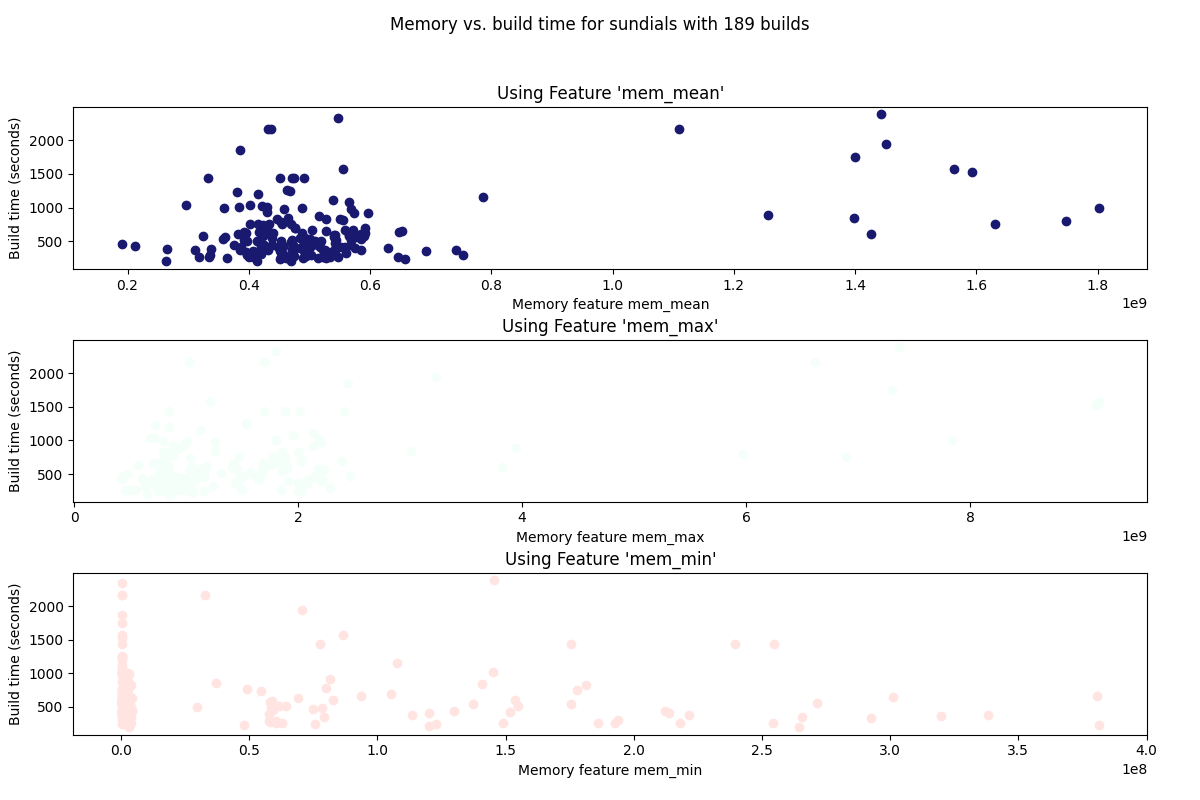 Memory vs. build time for sundials with 189 builds
Using Feature 'mem_mean'
Build time (seconds)
2000
1500
1000
500
0.2 0.4 0.6 0.8 1.0 1.2 1.4 1.6 1.8
1e9
Memory feature mem_mean
Using Feature 'mem_max'
Build time (seconds)
2000
1500
1000
500
0 2 4 6 8
1e9
Memory feature mem_max
Using Feature 'mem_min'
Build time (seconds)
2000
1500
1000
500
0.0 0.5 1.0 1.5 2.0 2.5 3.0 3.5 4.0
1e8
Memory feature mem_min